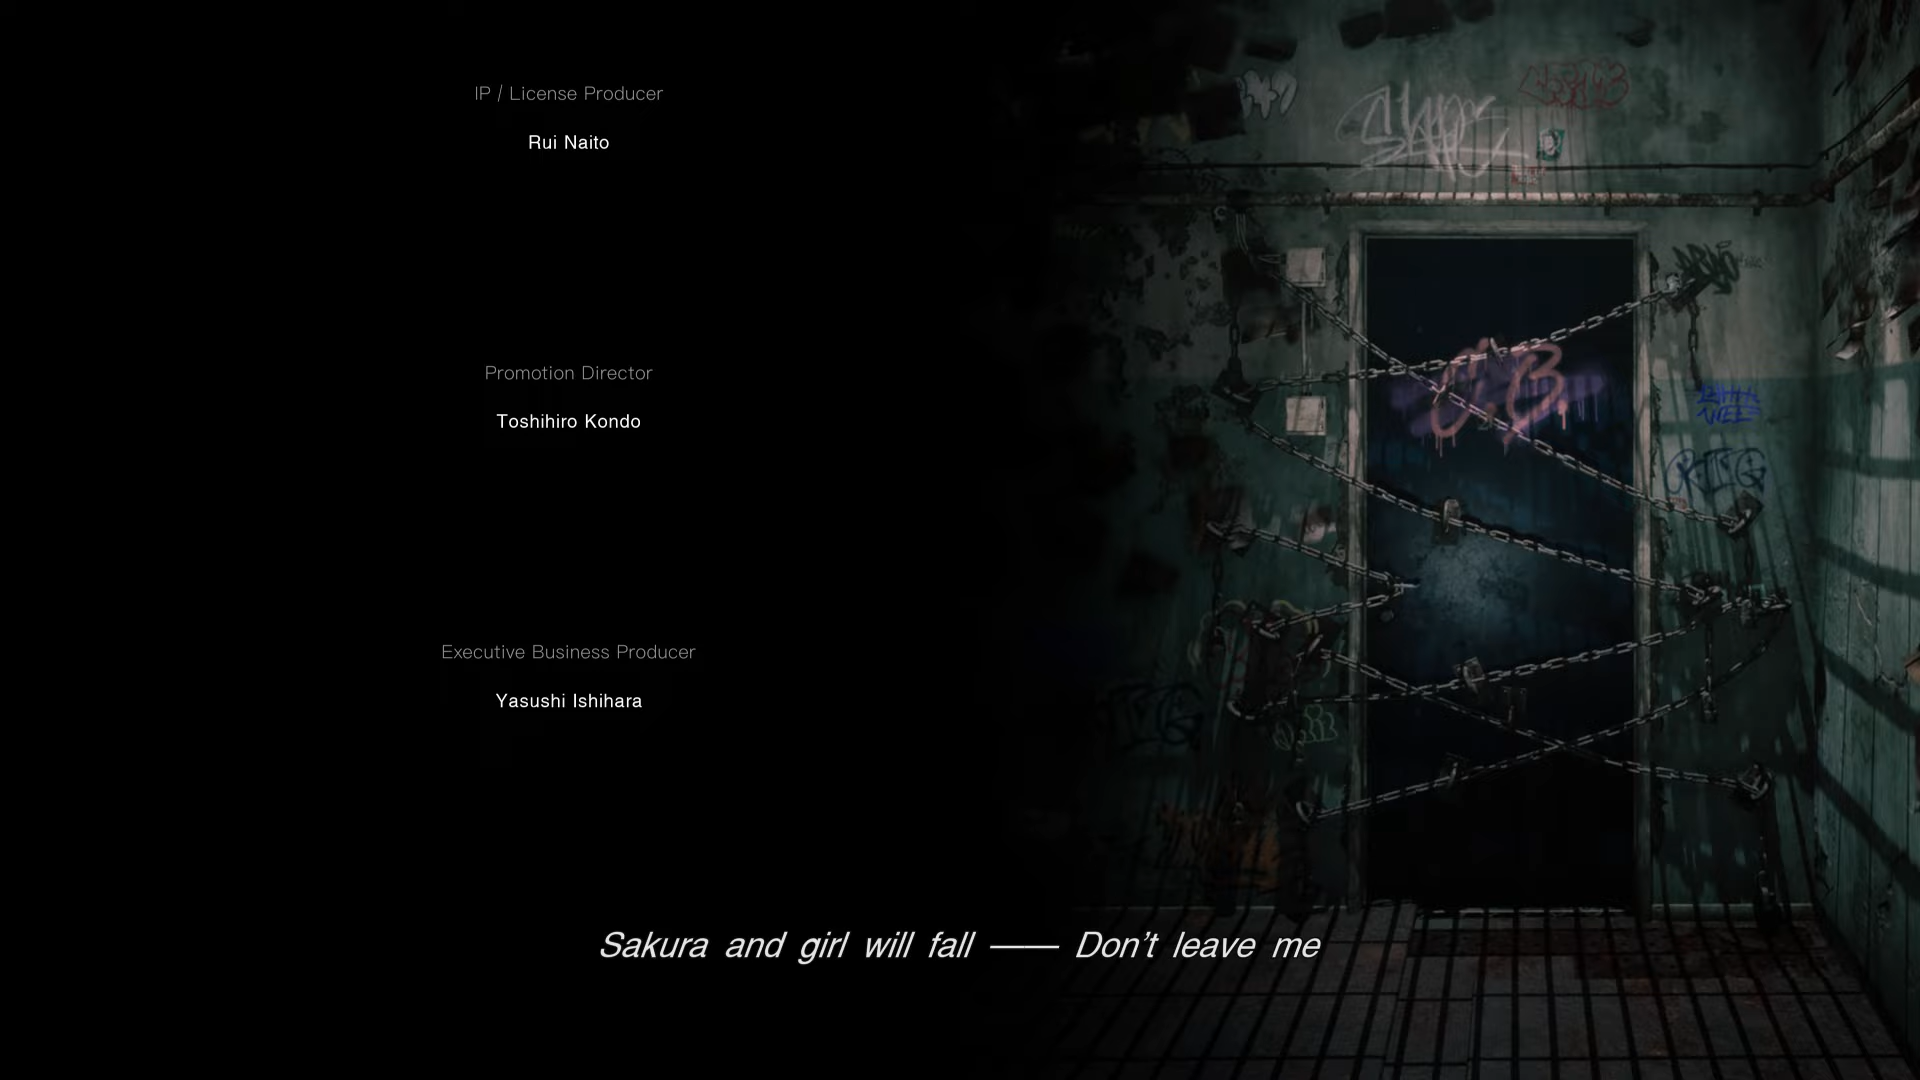 IP / License Producer
Rui Naito
Promotion Director
Toshihiro Kondo
Executive Business Producer
Yasushi Ishihara
C.B
Sakura and girl will fall —— Don't leave me